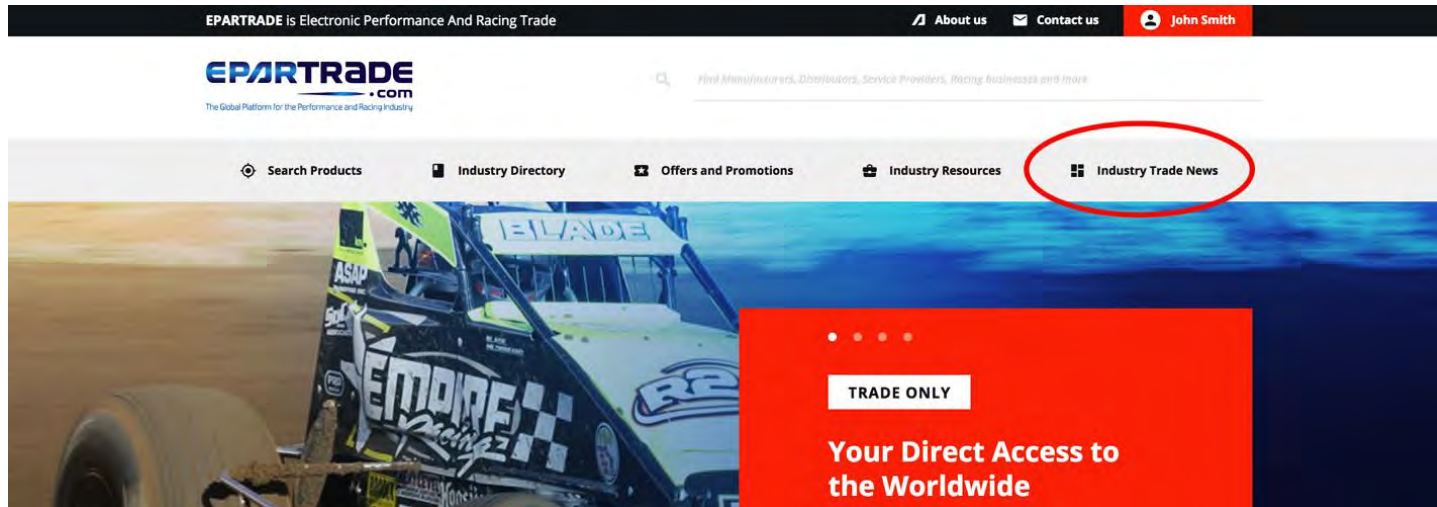 EPARTRADE is Electronic Performance And Racing Trade
About us
Contact us
John Smith
EPARTRADE
.com
The Global Platform for the Performance and Racing Industry
Find Manufacturers, Distributors, Service Providers, Racing businesses and more
Search Products
Industry Directory
Offers and Promotions
Industry Resources
Industry Trade News
BLADE
ASAP
EMPIRE
Racingz
R2
TRADE ONLY
Your Direct Access to
the Worldwide